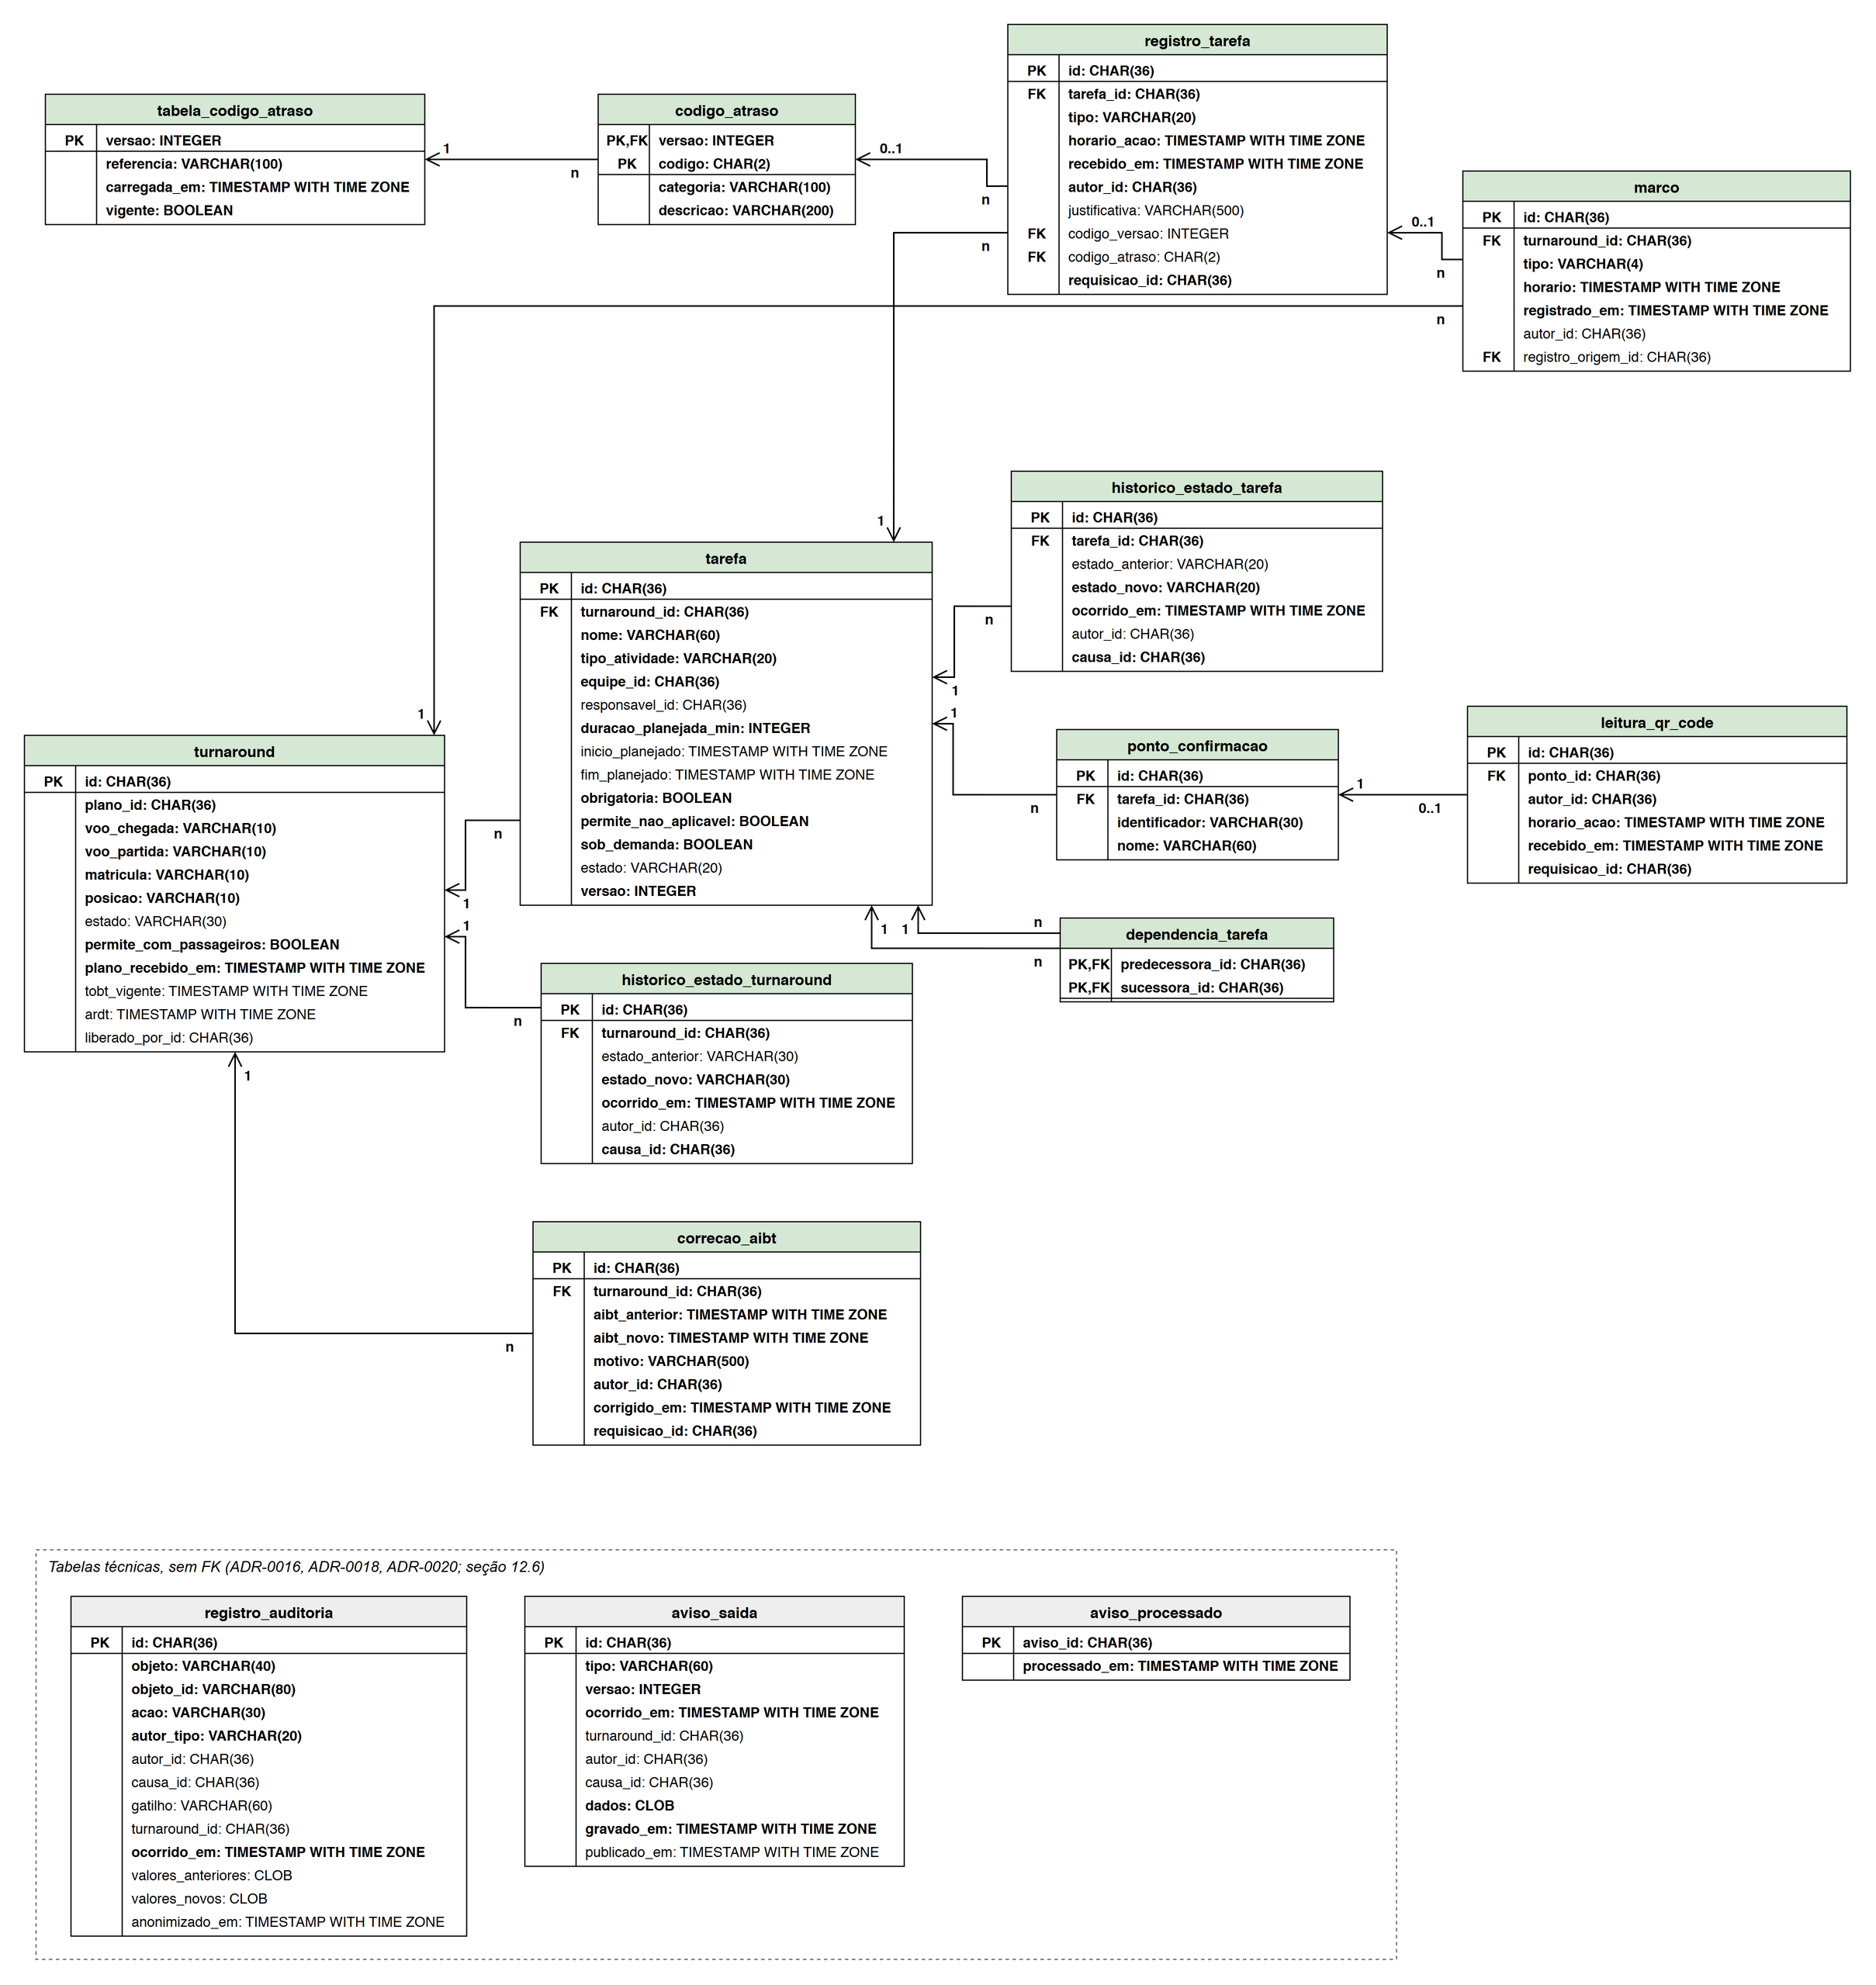 registro_tarefa
PK id: CHAR(36)
FK tarefa_id: CHAR(36)
tipo: VARCHAR(20)
horario_acao: TIMESTAMP WITH TIME ZONE
recebido_em: TIMESTAMP WITH TIME ZONE
autor_id: CHAR(36)
justificativa: VARCHAR(500)
FK codigo_versao: INTEGER
FK codigo_atraso: CHAR(2)
requisicao_id: CHAR(36)
tabela_codigo_atraso
PK versao: INTEGER
referencia: VARCHAR(100)
carregada_em: TIMESTAMP WITH TIME ZONE
vigente: BOOLEAN
1
n
codigo_atraso
PK,FK versao: INTEGER
PK codigo: CHAR(2)
categoria: VARCHAR(100)
descricao: VARCHAR(200)
0..1
n
n
marco
PK id: CHAR(36)
FK turnaround_id: CHAR(36)
tipo: VARCHAR(4)
horario: TIMESTAMP WITH TIME ZONE
registrado_em: TIMESTAMP WITH TIME ZONE
autor_id: CHAR(36)
FK registro_origem_id: CHAR(36)
0..1
n
n
historico_estado_tarefa
PK id: CHAR(36)
FK tarefa_id: CHAR(36)
estado_anterior: VARCHAR(20)
estado_novo: VARCHAR(20)
ocorrido_em: TIMESTAMP WITH TIME ZONE
autor_id: CHAR(36)
causa_id: CHAR(36)
1
tarefa
PK id: CHAR(36)
FK turnaround_id: CHAR(36)
nome: VARCHAR(60)
tipo_atividade: VARCHAR(20)
equipe_id: CHAR(36)
responsavel_id: CHAR(36)
duracao_planejada_min: INTEGER
inicio_planejado: TIMESTAMP WITH TIME ZONE
fim_planejado: TIMESTAMP WITH TIME ZONE
obrigatoria: BOOLEAN
permite_nao_aplicavel: BOOLEAN
sob_demanda: BOOLEAN
estado: VARCHAR(20)
versao: INTEGER
n
1
1
n
leitura_qr_code
PK id: CHAR(36)
FK ponto_id: CHAR(36)
autor_id: CHAR(36)
horario_acao: TIMESTAMP WITH TIME ZONE
recebido_em: TIMESTAMP WITH TIME ZONE
requisicao_id: CHAR(36)
ponto_confirmacao
PK id: CHAR(36)
FK tarefa_id: CHAR(36)
identificador: VARCHAR(30)
nome: VARCHAR(60)
1
0..1
1
turnaround
PK id: CHAR(36)
plano_id: CHAR(36)
voo_chegada: VARCHAR(10)
voo_partida: VARCHAR(10)
matricula: VARCHAR(10)
posicao: VARCHAR(10)
estado: VARCHAR(30)
permite_com_passageiros: BOOLEAN
plano_recebido_em: TIMESTAMP WITH TIME ZONE
tobt_vigente: TIMESTAMP WITH TIME ZONE
ardt: TIMESTAMP WITH TIME ZONE
liberado_por_id: CHAR(36)
n
1
1
n
1 1
n
n
dependencia_tarefa
PK,FK predecessora_id: CHAR(36)
PK,FK sucessora_id: CHAR(36)
historico_estado_turnaround
PK id: CHAR(36)
FK turnaround_id: CHAR(36)
estado_anterior: VARCHAR(30)
estado_novo: VARCHAR(30)
ocorrido_em: TIMESTAMP WITH TIME ZONE
autor_id: CHAR(36)
causa_id: CHAR(36)
1
n
correcao_aibt
PK id: CHAR(36)
FK turnaround_id: CHAR(36)
aibt_anterior: TIMESTAMP WITH TIME ZONE
aibt_novo: TIMESTAMP WITH TIME ZONE
motivo: VARCHAR(500)
autor_id: CHAR(36)
corrigido_em: TIMESTAMP WITH TIME ZONE
requisicao_id: CHAR(36)
Tabelas técnicas, sem FK (ADR-0016, ADR-0018, ADR-0020; seção 12.6)
registro_auditoria
PK id: CHAR(36)
objeto: VARCHAR(40)
objeto_id: VARCHAR(80)
acao: VARCHAR(30)
autor_tipo: VARCHAR(20)
autor_id: CHAR(36)
causa_id: CHAR(36)
gatilho: VARCHAR(60)
turnaround_id: CHAR(36)
ocorrido_em: TIMESTAMP WITH TIME ZONE
valores_anteriores: CLOB
valores_novos: CLOB
anonimizado_em: TIMESTAMP WITH TIME ZONE
aviso_saida
PK id: CHAR(36)
tipo: VARCHAR(60)
versao: INTEGER
ocorrido_em: TIMESTAMP WITH TIME ZONE
turnaround_id: CHAR(36)
autor_id: CHAR(36)
causa_id: CHAR(36)
dados: CLOB
gravado_em: TIMESTAMP WITH TIME ZONE
publicado_em: TIMESTAMP WITH TIME ZONE
aviso_processado
PK aviso_id: CHAR(36)
processado_em: TIMESTAMP WITH TIME ZONE